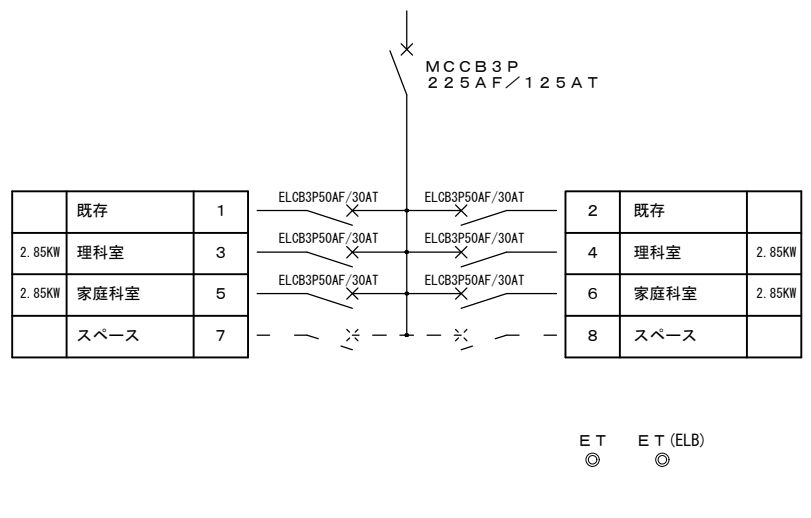 MCCB3P
225AF／125AT
ELCB3P50AF/30AT ELCB3P50AF/30AT
既存 1 2 既存
ELCB3P50AF/30AT ELCB3P50AF/30AT
2.85KW 理科室 3 4 理科室 2.85KW
ELCB3P50AF/30AT ELCB3P50AF/30AT
2.85KW 家庭科室 5 6 家庭科室 2.85KW
スペース 7 8 スペース
ET ET(ELB)